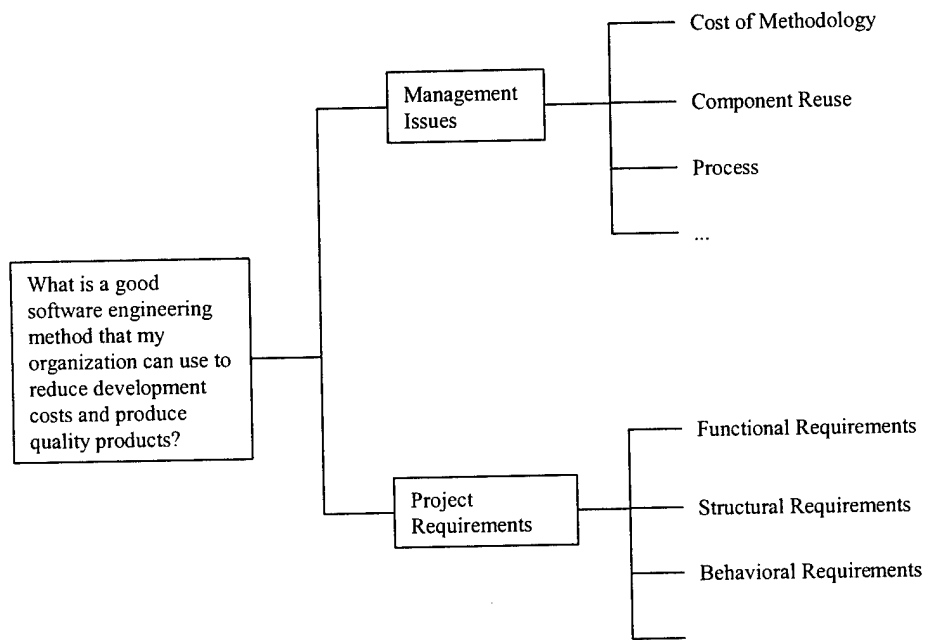 Cost of Methodology
Management
Issues
Component Reuse
Process
...
What is a good
software engineering
method that my
organization can use to
reduce development
costs and produce
quality products?
Functional Requirements
Project
Requirements
Structural Requirements
Behavioral Requirements